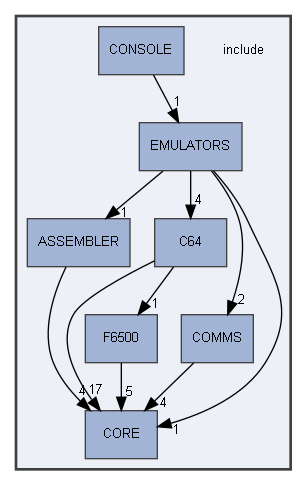 CONSOLE
include
1
EMULATORS
1
4
ASSEMBLER
C64
1
2
F6500
COMMS
4
17
5
4
1
CORE